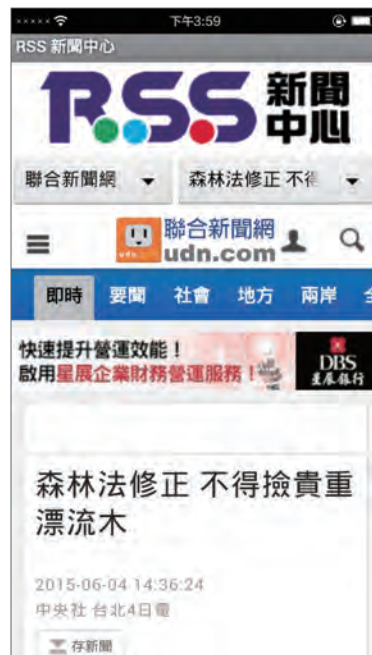 下午3:59
RSS 新聞中心
RSS 新聞中心
聯合新聞網 森林法修正 不得
udn 聯合新聞網
udn.com
即時 要聞 社會 地方 兩岸 全
快速提升營運效能！
啟用星展企業財務營運服務！
DBS
星展銀行
森林法修正 不得撿貴重
漂流木
2015-06-04 14:36:24
中央社 台北4日電
存新聞